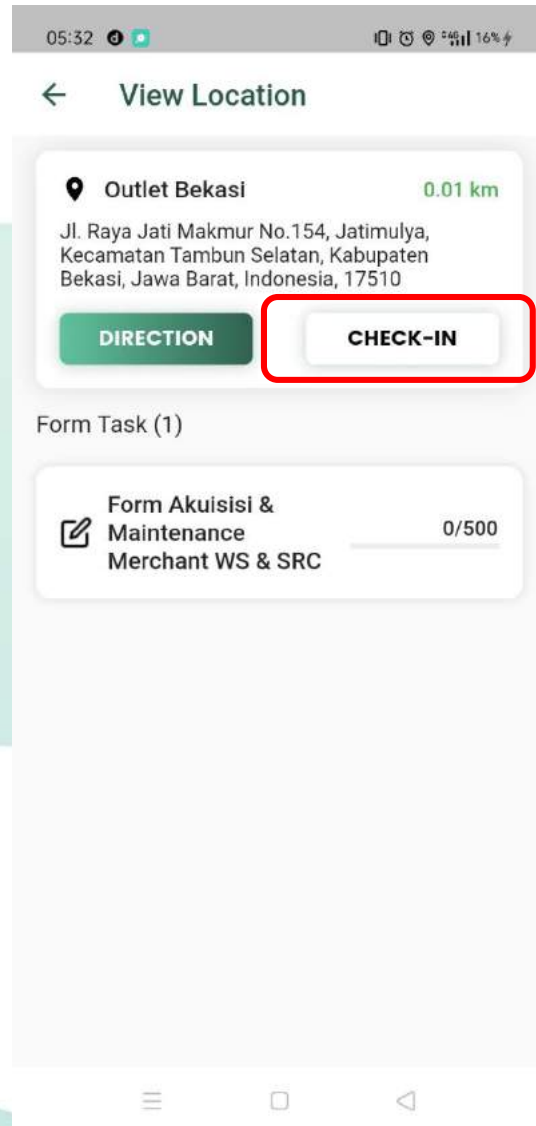 05:32 16%
View Location
Outlet Bekasi 0.01 km
Jl. Raya Jati Makmur No.154, Jatimulya,
Kecamatan Tambun Selatan, Kabupaten
Bekasi, Jawa Barat, Indonesia, 17510
DIRECTION CHECK-IN
Form Task (1)
Form Akuisisi &
Maintenance 0/500
Merchant WS & SRC